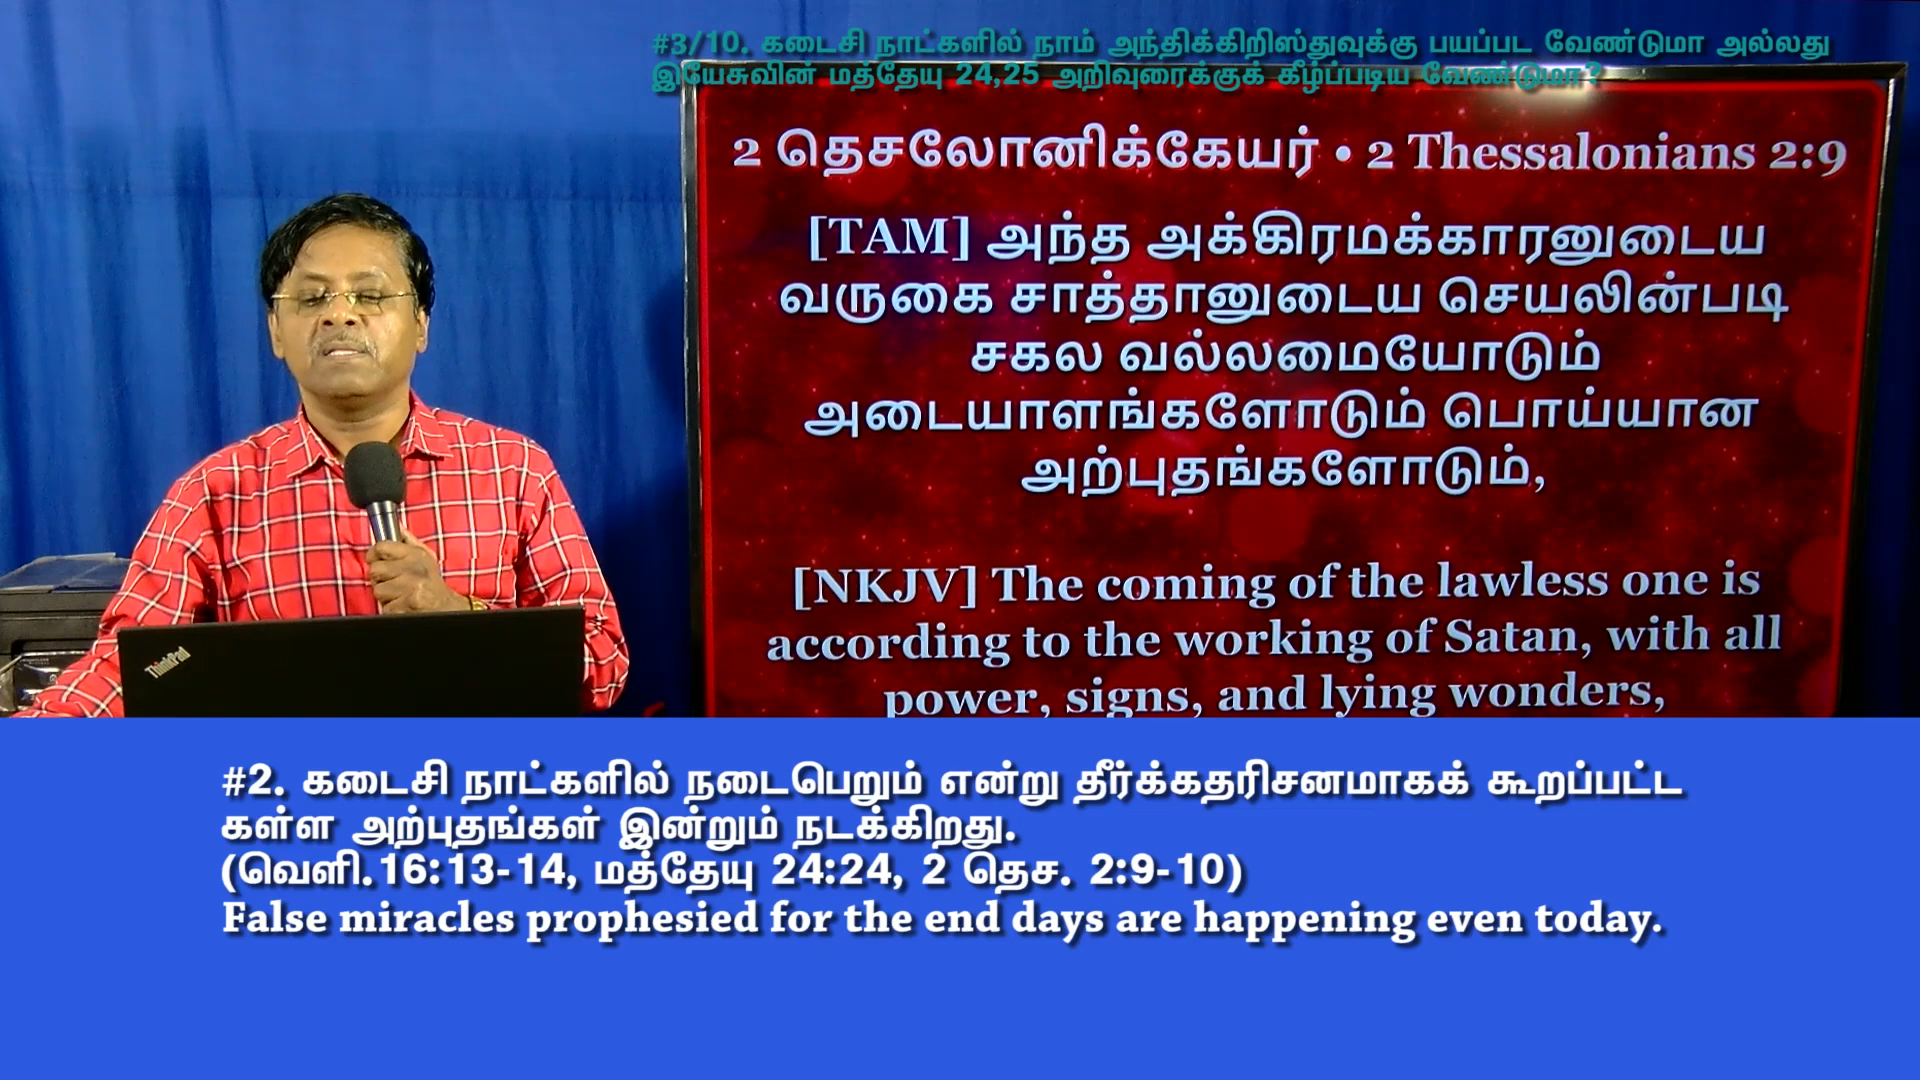 #3/10. கடைசி நாட்களில் நாம் அந்திக்கிறிஸ்துவுக்கு பயப்பட வேண்டுமா அல்லது
இயேசுவின் மத்தேயு 24,25 அறிவுரைக்குக் கீழ்ப்படிய வேண்டுமா?
2 தெசலோனிக்கேயர் • 2 Thessalonians 2:9
[TAM] அந்த அக்கிரமக்காரனுடைய
வருகை சாத்தானுடைய செயலின்படி
சகல வல்லமையோடும்
அடையாளங்களோடும் பொய்யான
அற்புதங்களோடும்,
[NKJV] The coming of the lawless one is
according to the working of Satan, with all
power, signs, and lying wonders,
ThinkPad
#2. கடைசி நாட்களில் நடைபெறும் என்று தீர்க்கதரிசனமாகக் கூறப்பட்ட
கள்ள அற்புதங்கள் இன்றும் நடக்கிறது.
(வெளி.16:13-14, மத்தேயு 24:24, 2 தெச. 2:9-10)
False miracles prophesied for the end days are happening even today.